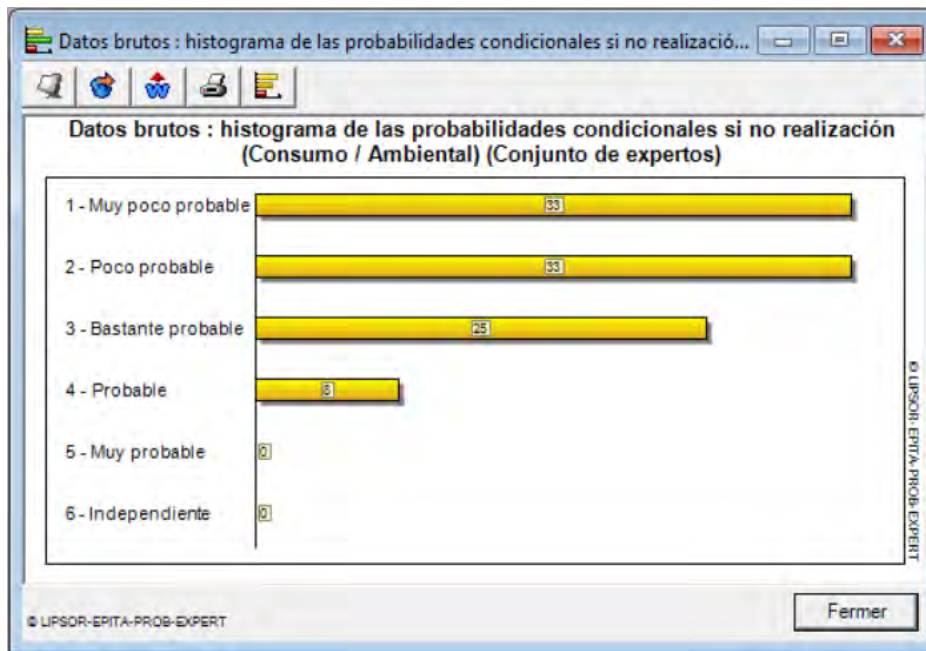 Datos brutos : histograma de las probabilidades condicionales si no realizació...
Datos brutos : histograma de las probabilidades condicionales si no realización
(Consumo / Ambiental) (Conjunto de expertos)
1 - Muy poco probable 33
2 - Poco probable 33
3 - Bastante probable 25
4 - Probable 8
5 - Muy probable 0
6 - Independiente 0
© LIPSOR-EPITA-PROB-EXPERT
© LIPSOR-EPITA-PROB-EXPERT
Fermer